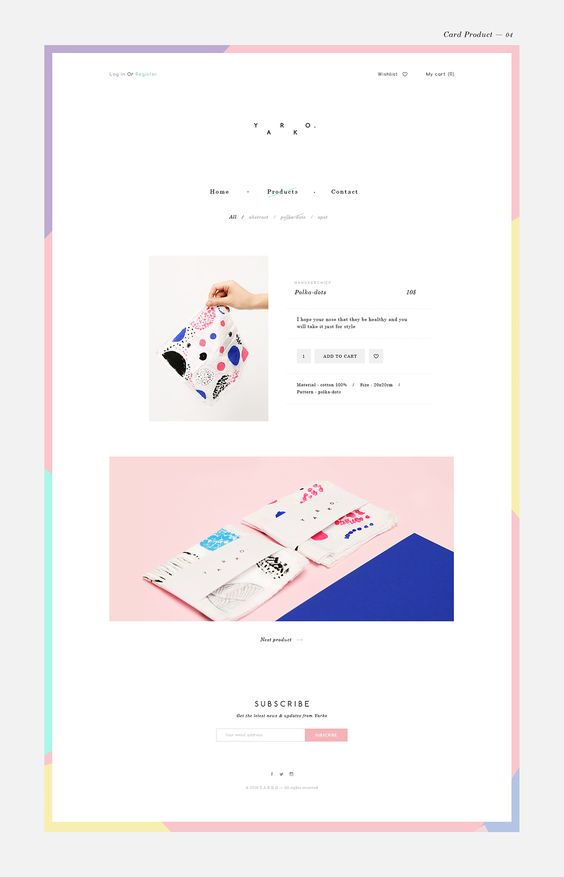 Card Product — 04
Log in Or Register
Wishlist
My cart (0)
Y A R K O.
Home
Products
Contact
All / abstract / polka-dots / spot
HANDKERCHIEF
Polka-dots 10$
I hope your nose that they be healthy and you
will take it just for style
1
ADD TO CART
Material - cotton 100% / Size - 20x20cm /
Pattern - polka-dots
YARKO
YARKO
Next product →
SUBSCRIBE
Get the latest news & updates from Yarko
Your email address
SUBSCRIBE
All rights reserved